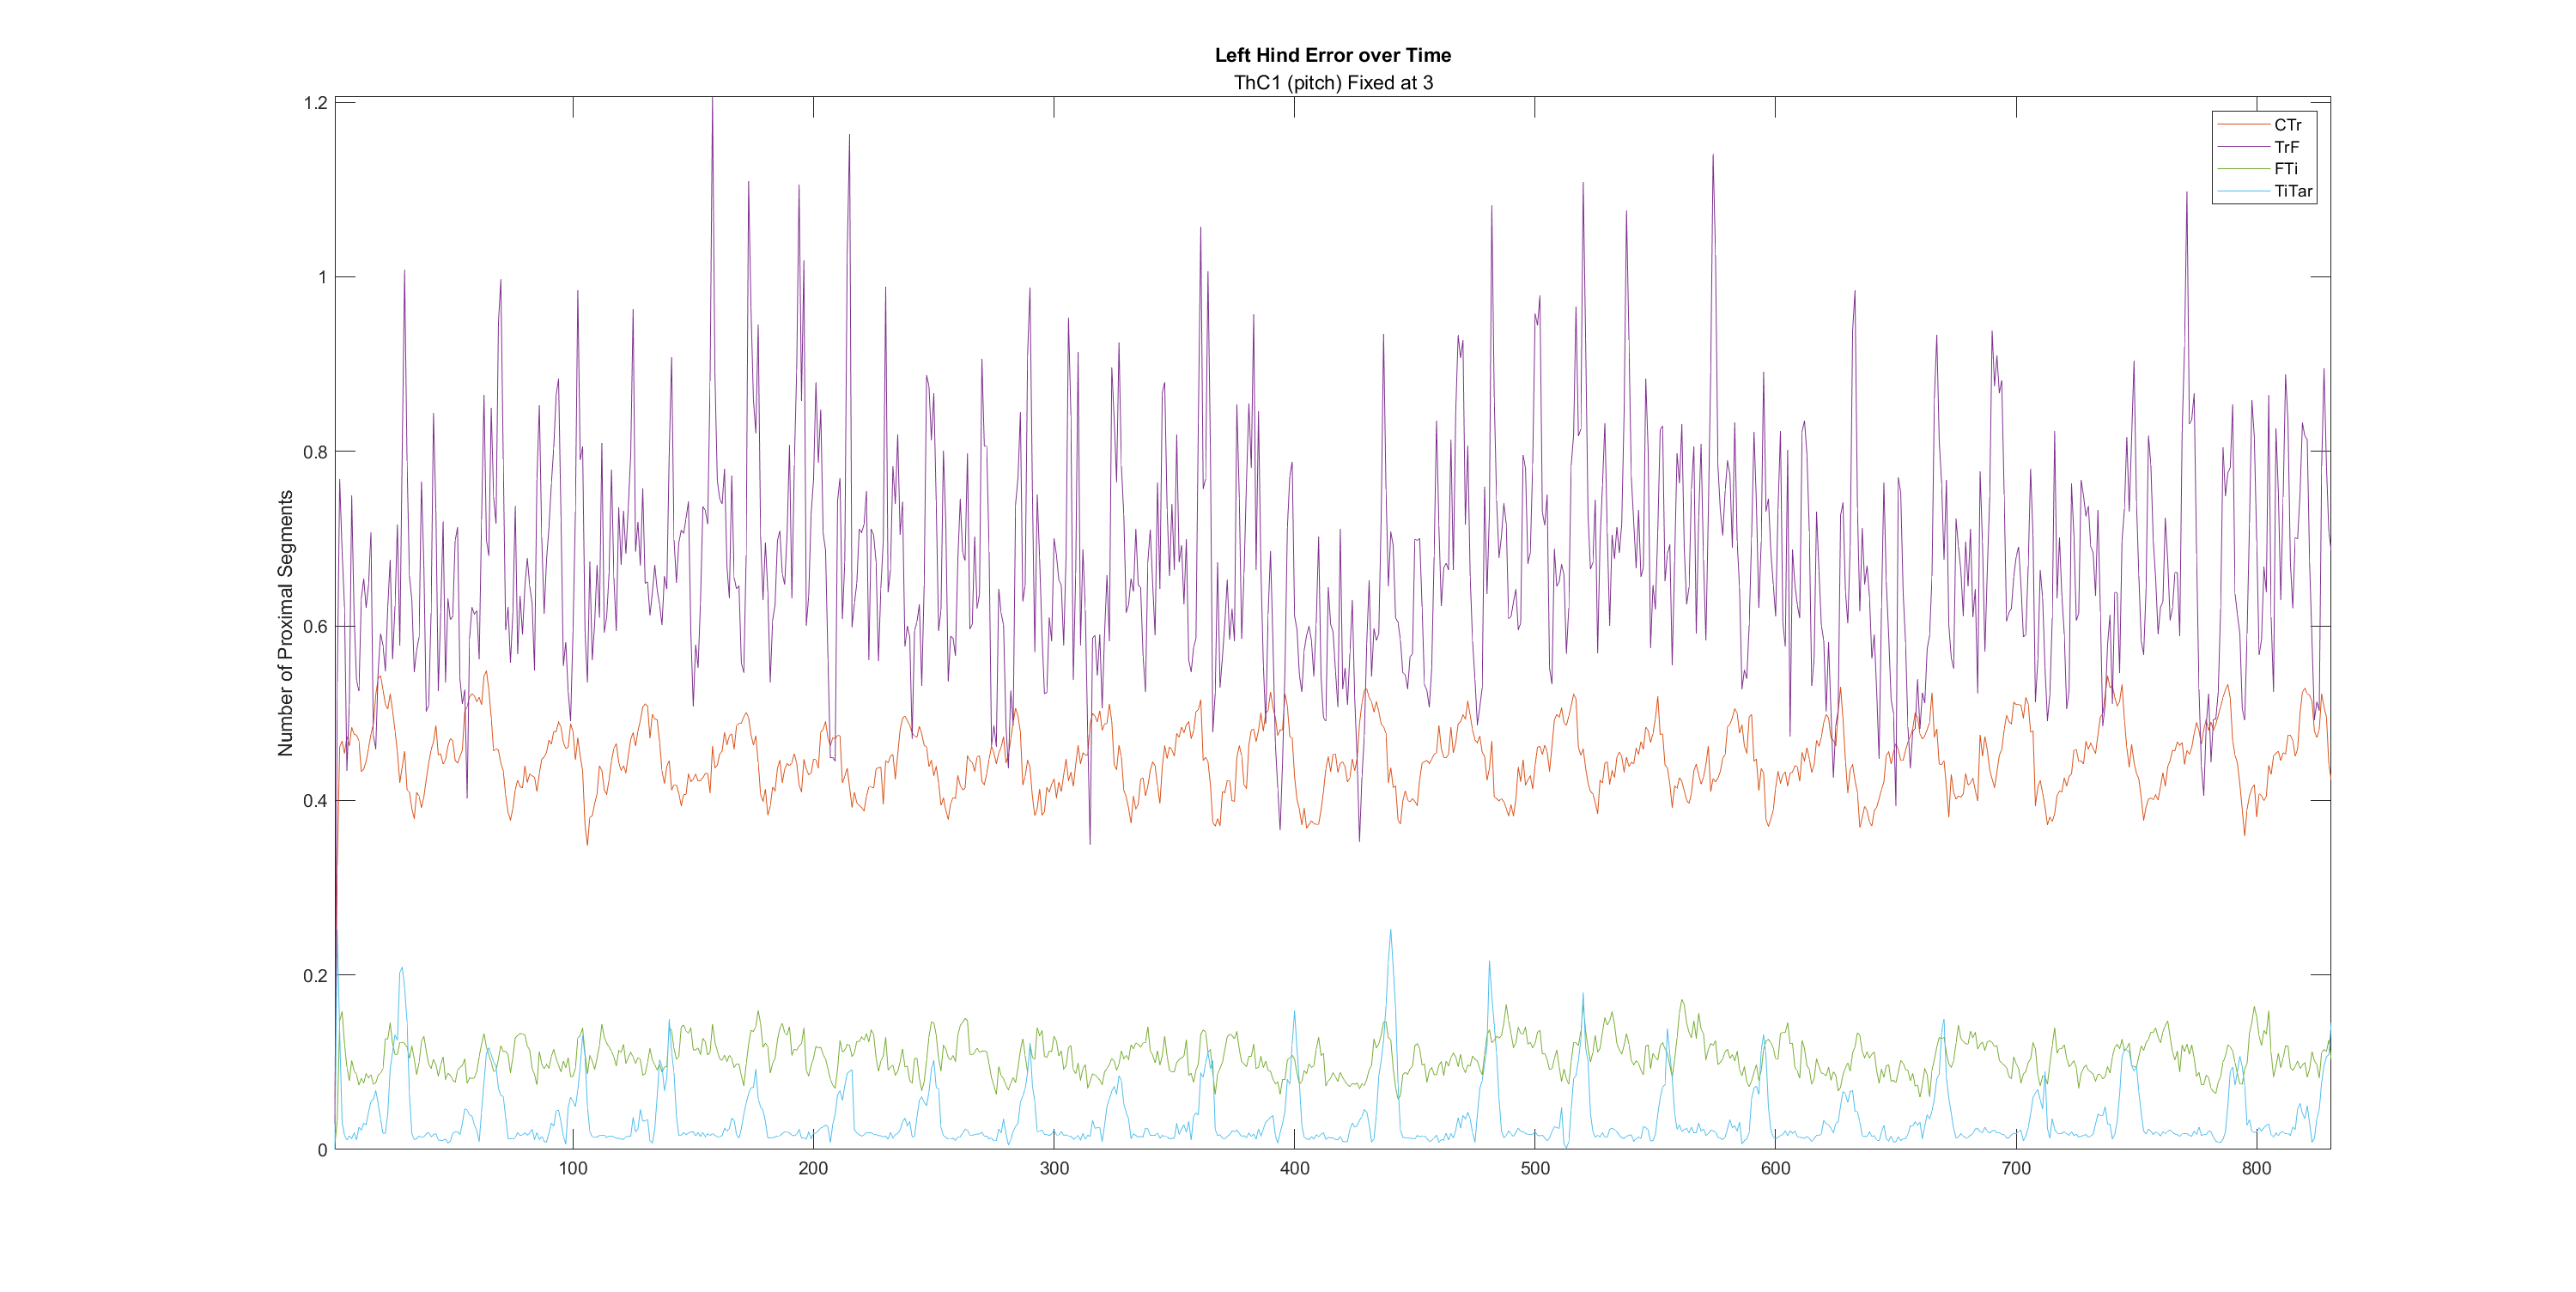 Left Hind Error over Time
ThC1 (pitch) Fixed at 3
Number of Proximal Segments
1.2
1
0.8
0.6
0.4
0.2
0
100
200
300
400
500
600
700
800
CTr
TrF
FTi
TiTar